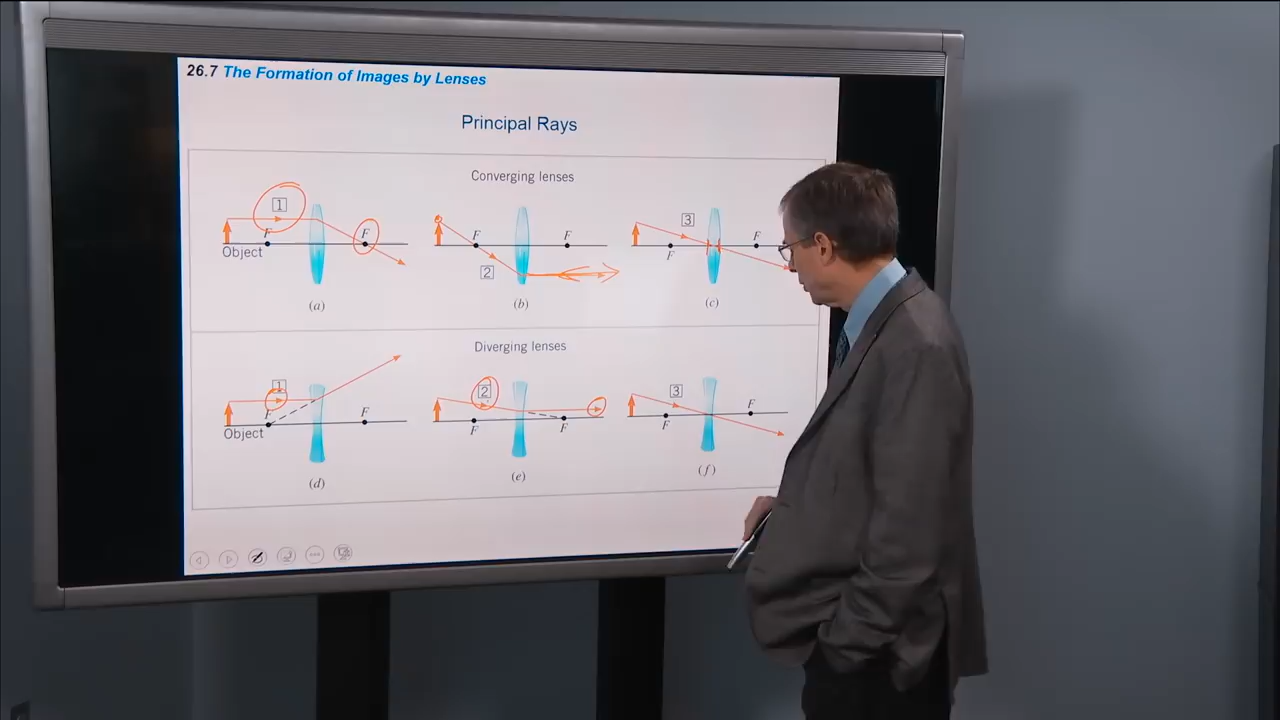 26.7 The Formation of Images by Lenses
Principal Rays
Converging lenses
1
F
F
Object
(a)
F
F
2
(b)
3
F
F
(c)
Diverging lenses
1
F
F
Object
(d)
2
F
F
(e)
3
F
F
(f)